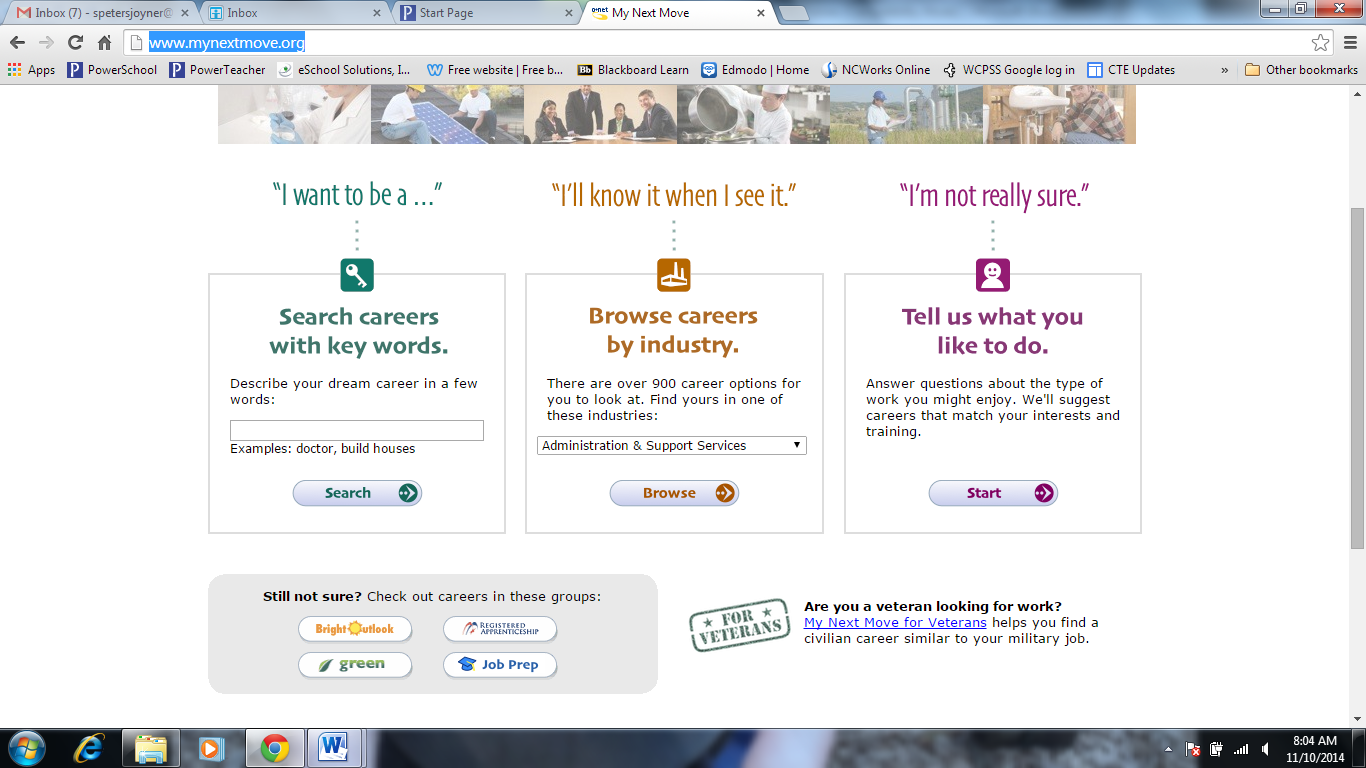 Inbox (7) - spetersjoyner@
Inbox
Start Page
o*net My Next Move
www.mynextmove.org
Apps
PowerSchool
PowerTeacher
eSchool Solutions, I...
Free website | Free b...
Bb Blackboard Learn
Edmodo | Home
NCWorks Online
WCPSS Google log in
CTE Updates
»
Other bookmarks
“I want to be a ...”
“I'll know it when I see it.”
“I'm not really sure.”
Search careers
with key words.
Describe your dream career in a few
words:
Examples: doctor, build houses
Search
Browse careers
by industry.
There are over 900 career options for
you to look at. Find yours in one of
these industries:
Administration & Support Services
Browse
Tell us what you
like to do.
Answer questions about the type of
work you might enjoy. We'll suggest
careers that match your interests and
training.
Start
Still not sure? Check out careers in these groups:
Bright Outlook
REGISTERED
APPRENTICESHIP
green
Job Prep
FOR
VETERANS
Are you a veteran looking for work?
My Next Move for Veterans helps you find a
civilian career similar to your military job.
8:04 AM
11/10/2014